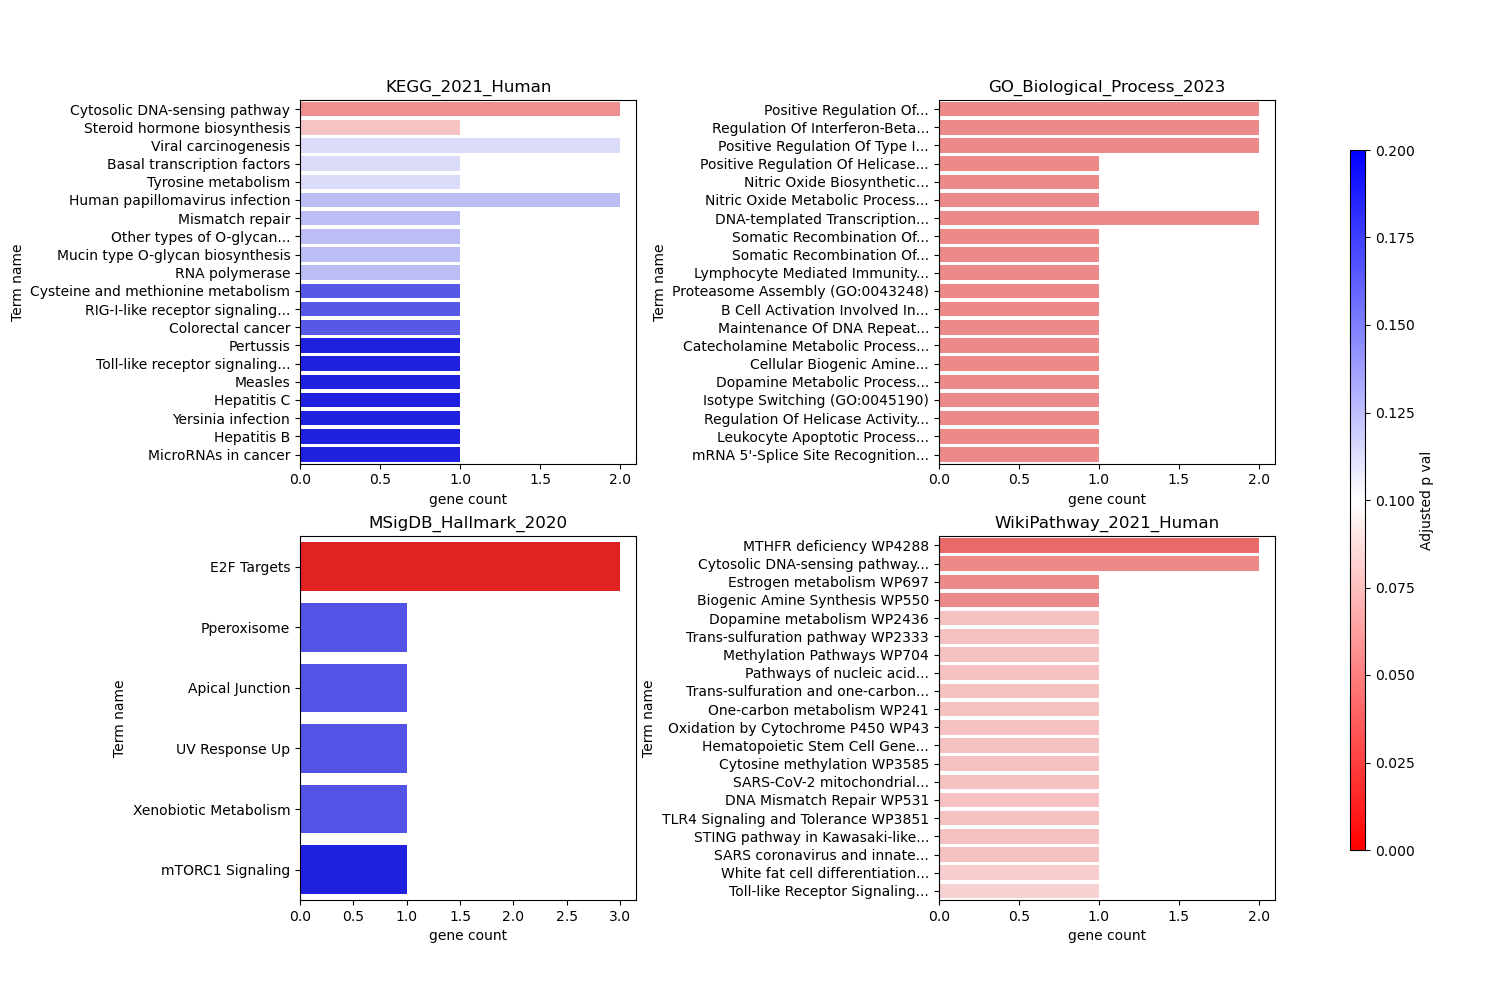 KEGG_2021_Human
Term name
Cytosolic DNA-sensing pathway
Steroid hormone biosynthesis
Viral carcinogenesis
Basal transcription factors
Tyrosine metabolism
Human papillomavirus infection
Mismatch repair
Other types of O-glycan...
Mucin type O-glycan biosynthesis
RNA polymerase
Cysteine and methionine metabolism
RIG-I-like receptor signaling...
Colorectal cancer
Pertussis
Toll-like receptor signaling...
Measles
Hepatitis C
Yersinia infection
Hepatitis B
MicroRNAs in cancer
0.0 0.5 1.0 1.5 2.0
gene count
GO_Biological_Process_2023
Term name
Positive Regulation Of...
Regulation Of Interferon-Beta...
Positive Regulation Of Type I...
Positive Regulation Of Helicase...
Nitric Oxide Biosynthetic...
Nitric Oxide Metabolic Process...
DNA-templated Transcription...
Somatic Recombination Of...
Somatic Recombination Of...
Lymphocyte Mediated Immunity...
Proteasome Assembly (GO:0043248)
B Cell Activation Involved In...
Maintenance Of DNA Repeat...
Catecholamine Metabolic Process...
Cellular Biogenic Amine...
Dopamine Metabolic Process...
Isotype Switching (GO:0045190)
Regulation Of Helicase Activity...
Leukocyte Apoptotic Process...
mRNA 5'-Splice Site Recognition...
0.0 0.5 1.0 1.5 2.0
gene count
MSigDB_Hallmark_2020
Term name
E2F Targets
Pperoxisome
Apical Junction
UV Response Up
Xenobiotic Metabolism
mTORC1 Signaling
0.0 0.5 1.0 1.5 2.0 2.5 3.0
gene count
WikiPathway_2021_Human
Term name
MTHFR deficiency WP4288
Cytosolic DNA-sensing pathway...
Estrogen metabolism WP697
Biogenic Amine Synthesis WP550
Dopamine metabolism WP2436
Trans-sulfuration pathway WP2333
Methylation Pathways WP704
Pathways of nucleic acid...
Trans-sulfuration and one-carbon...
One-carbon metabolism WP241
Oxidation by Cytochrome P450 WP43
Hematopoietic Stem Cell Gene...
Cytosine methylation WP3585
SARS-CoV-2 mitochondrial...
DNA Mismatch Repair WP531
TLR4 Signaling and Tolerance WP3851
STING pathway in Kawasaki-like...
SARS coronavirus and innate...
White fat cell differentiation...
Toll-like Receptor Signaling...
0.0 0.5 1.0 1.5 2.0
gene count
0.200
0.175
0.150
0.125
0.100
0.075
0.050
0.025
0.000
Adjusted p val